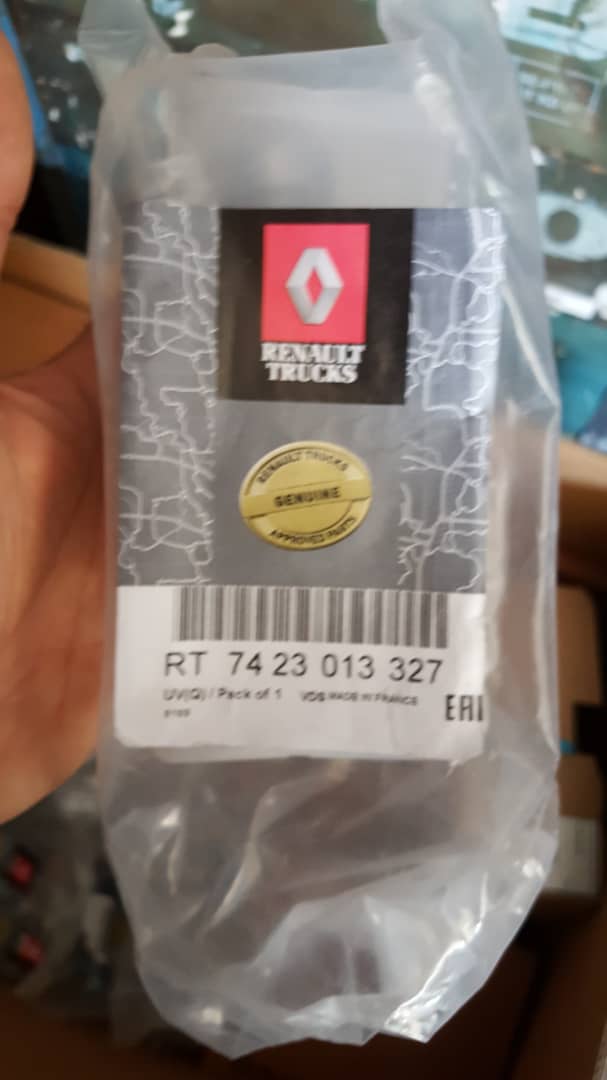 RENAULT
TRUCKS
RENAULT TRUCKS
GENUINE
APPROVED PARTS
RT 74 23 013 327
UV(Q) / Pack of 1 VDS MADE IN FRANCE
EAC